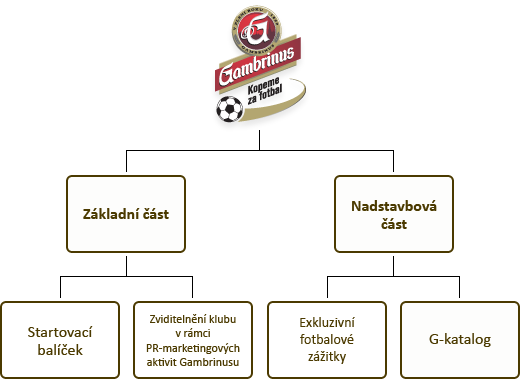 Gambrinus
Kopeme
za fotbal
Základní část
Nadstavbová
část
Startovací
balíček
Zviditelnění klubu
v rámci
PR-marketingových
aktivit Gambrinusu
Exkluzivní
fotbalové
zážitky
G-katalog